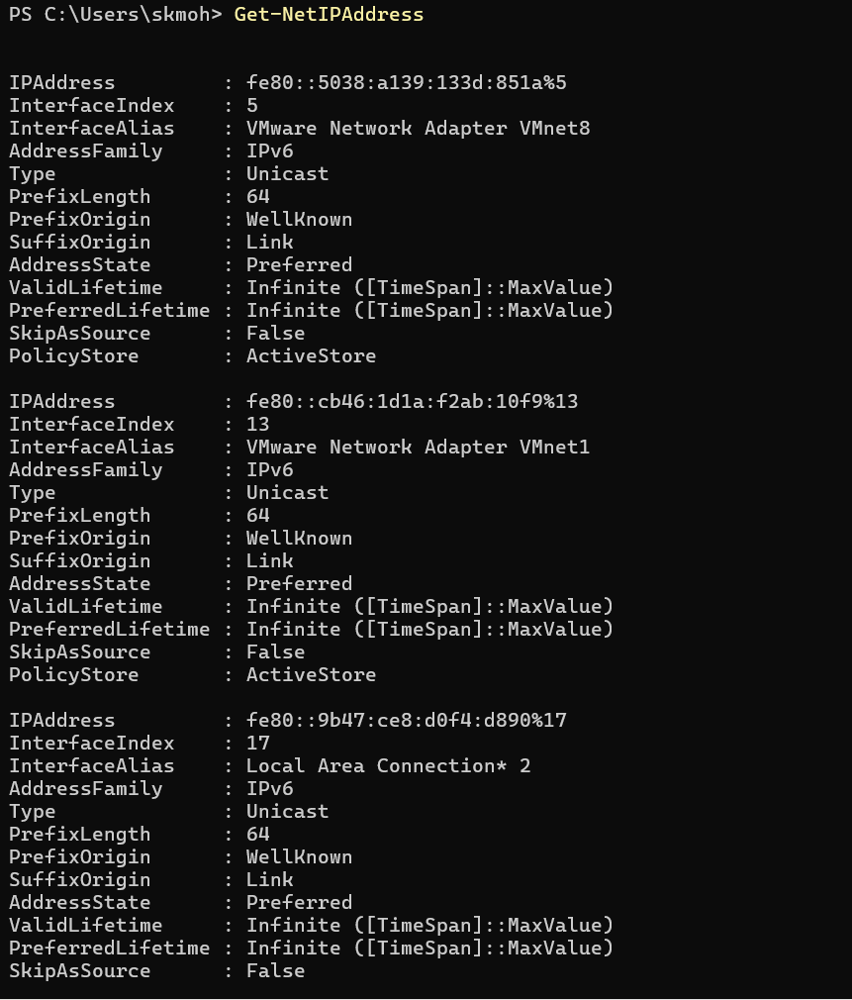 PS C:\Users\skmoh> Get-NetIPAddress
IPAddress         : fe80::5038:a139:133d:851a%5
InterfaceIndex    : 5
InterfaceAlias    : VMware Network Adapter VMnet8
AddressFamily     : IPv6
Type              : Unicast
PrefixLength      : 64
PrefixOrigin      : WellKnown
SuffixOrigin      : Link
AddressState      : Preferred
ValidLifetime     : Infinite ([TimeSpan]::MaxValue)
PreferredLifetime : Infinite ([TimeSpan]::MaxValue)
SkipAsSource      : False
PolicyStore       : ActiveStore
IPAddress         : fe80::cb46:1d1a:f2ab:10f9%13
InterfaceIndex    : 13
InterfaceAlias    : VMware Network Adapter VMnet1
AddressFamily     : IPv6
Type              : Unicast
PrefixLength      : 64
PrefixOrigin      : WellKnown
SuffixOrigin      : Link
AddressState      : Preferred
ValidLifetime     : Infinite ([TimeSpan]::MaxValue)
PreferredLifetime : Infinite ([TimeSpan]::MaxValue)
SkipAsSource      : False
PolicyStore       : ActiveStore
IPAddress         : fe80::9b47:ce8:d0f4:d890%17
InterfaceIndex    : 17
InterfaceAlias    : Local Area Connection* 2
AddressFamily     : IPv6
Type              : Unicast
PrefixLength      : 64
PrefixOrigin      : WellKnown
SuffixOrigin      : Link
AddressState      : Preferred
ValidLifetime     : Infinite ([TimeSpan]::MaxValue)
PreferredLifetime : Infinite ([TimeSpan]::MaxValue)
SkipAsSource      : False